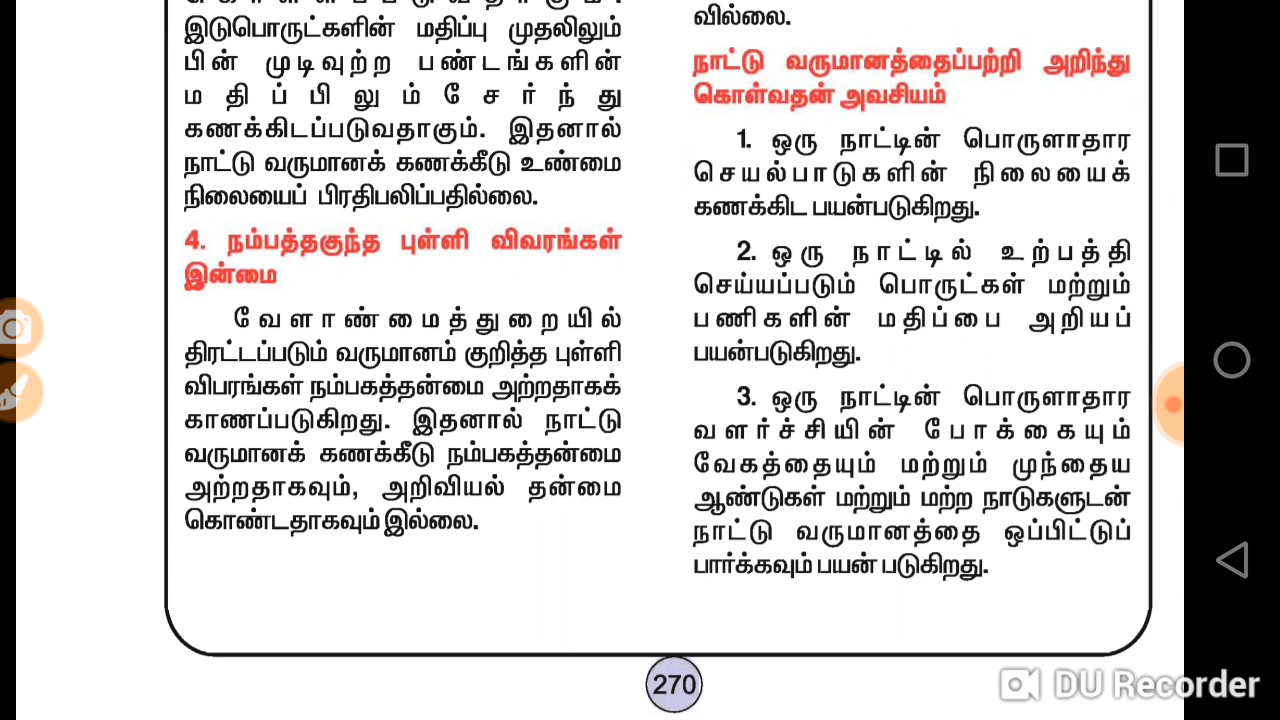 இடுபொருட்களின் மதிப்பு முதலிலும்
பின் முடிவுற்ற பண்டங்களின்
மதிப்பிலும் சேர்ந்து
கணக்கிடப்படுவதாகும். இதனால்
நாட்டு வருமானக் கணக்கீடு உண்மை
நிலையைப் பிரதிபலிப்பதில்லை.
4. நம்பத்தகுந்த புள்ளி விவரங்கள்
இன்மை
வேளாண்மைத்துறையில்
திரட்டப்படும் வருமானம் குறித்த புள்ளி
விபரங்கள் நம்பகத்தன்மை அற்றதாகக்
காணப்படுகிறது. இதனால் நாட்டு
வருமானக் கணக்கீடு நம்பகத்தன்மை
அற்றதாகவும், அறிவியல் தன்மை
கொண்டதாகவும் இல்லை.
வில்லை.
நாட்டு வருமானத்தைப்பற்றி அறிந்து
கொள்வதன் அவசியம்
1. ஒரு நாட்டின் பொருளாதார
செயல்பாடுகளின் நிலையைக்
கணக்கிட பயன்படுகிறது.
2. ஒரு நாட்டில் உற்பத்தி
செய்யப்படும் பொருட்கள் மற்றும்
பணிகளின் மதிப்பை அறியப்
பயன்படுகிறது.
3. ஒரு நாட்டின் பொருளாதார
வளர்ச்சியின் போக்கையும்
வேகத்தையும் மற்றும் முந்தைய
ஆண்டுகள் மற்றும் மற்ற நாடுகளுடன்
நாட்டு வருமானத்தை ஒப்பிட்டுப்
பார்க்கவும் பயன் படுகிறது.
270
DU Recorder